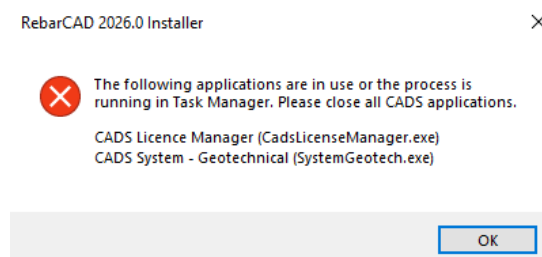 RebarCAD 2026.0 Installer
The following applications are in use or the process is
running in Task Manager. Please close all CADS applications.
CADS Licence Manager (CadsLicenseManager.exe)
CADS System - Geotechnical (SystemGeotech.exe)
OK